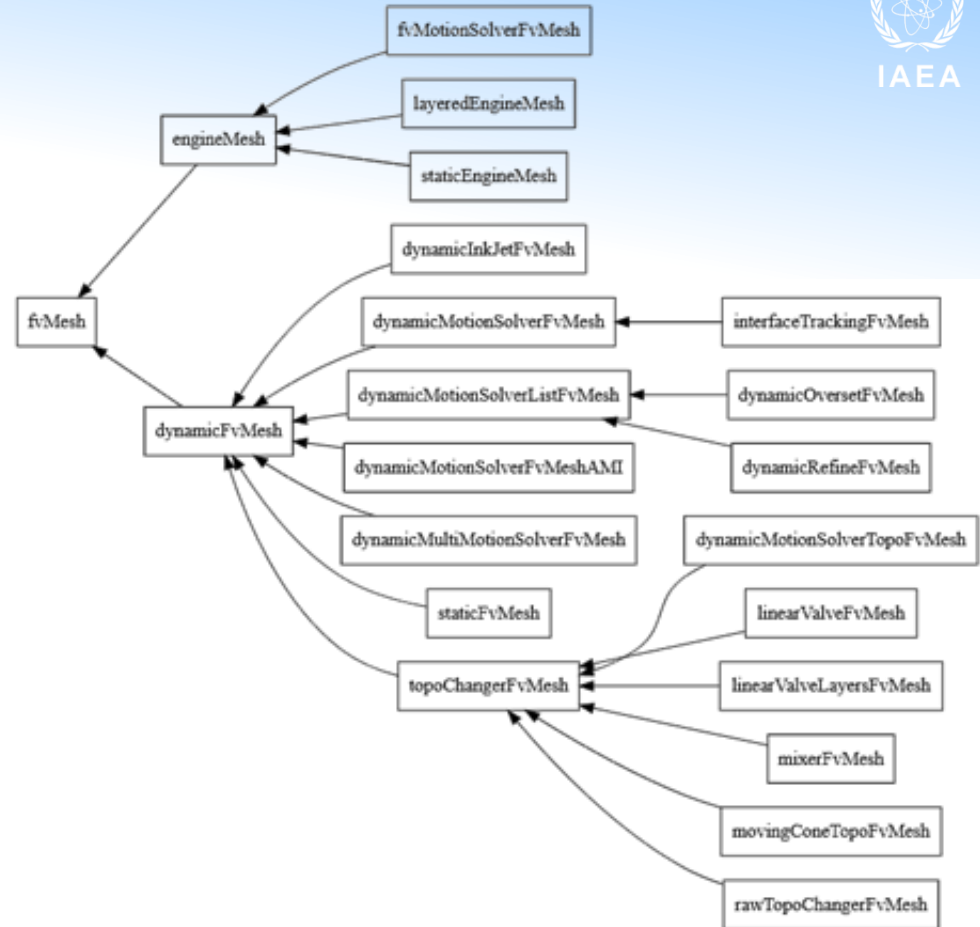 fvMotionSolverFvMesh
IAEA
layeredEngineMesh
engineMesh
staticEngineMesh
dynamicInkJetFvMesh
fvMesh
dynamicMotionSolverFvMesh
interfaceTrackingFvMesh
dynamicMotionSolverListFvMesh
dynamicOversetFvMesh
dynamicFvMesh
dynamicMotionSolverFvMeshAMI
dynamicRefineFvMesh
dynamicMultiMotionSolverFvMesh
dynamicMotionSolverTopoFvMesh
staticFvMesh
linearValveFvMesh
topoChangerFvMesh
linearValveLayersFvMesh
mixerFvMesh
movingConeTopoFvMesh
rawTopoChangerFvMesh